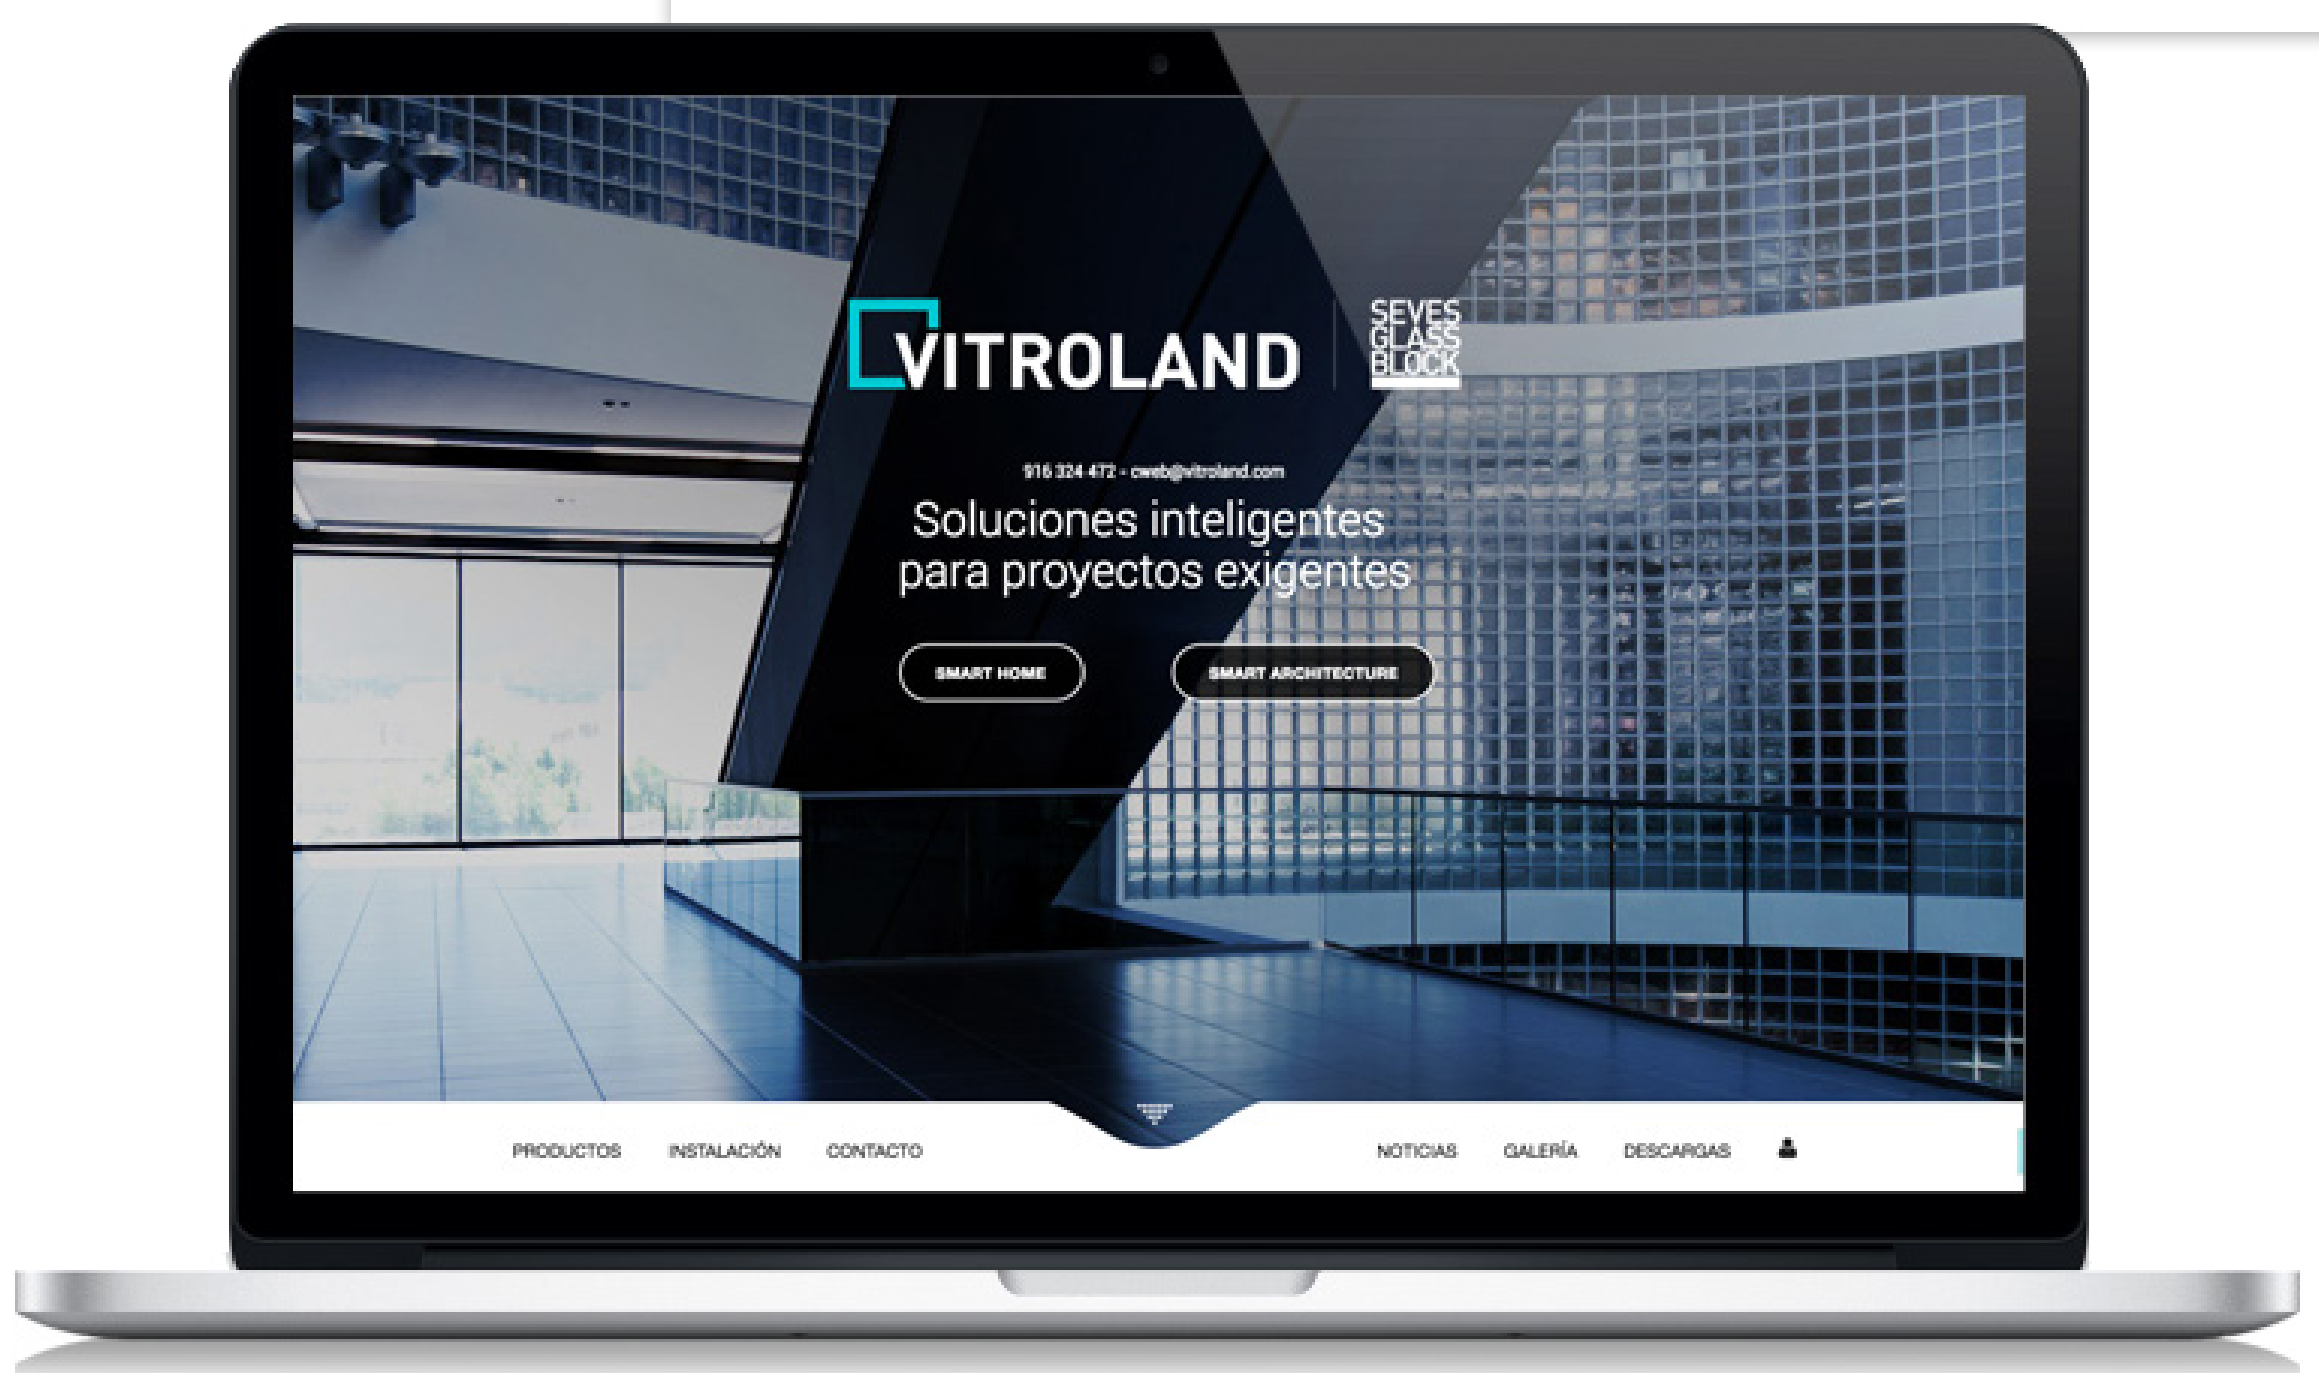 VITROLAND
SEVES
GLASS
BLOCK
916 324 472 - cweb@vitroland.com
Soluciones inteligentes
para proyectos exigentes
SMART HOME
SMART ARCHITECTURE
PRODUCTOS INSTALACIÓN CONTACTO NOTICIAS GALERÍA DESCARGAS